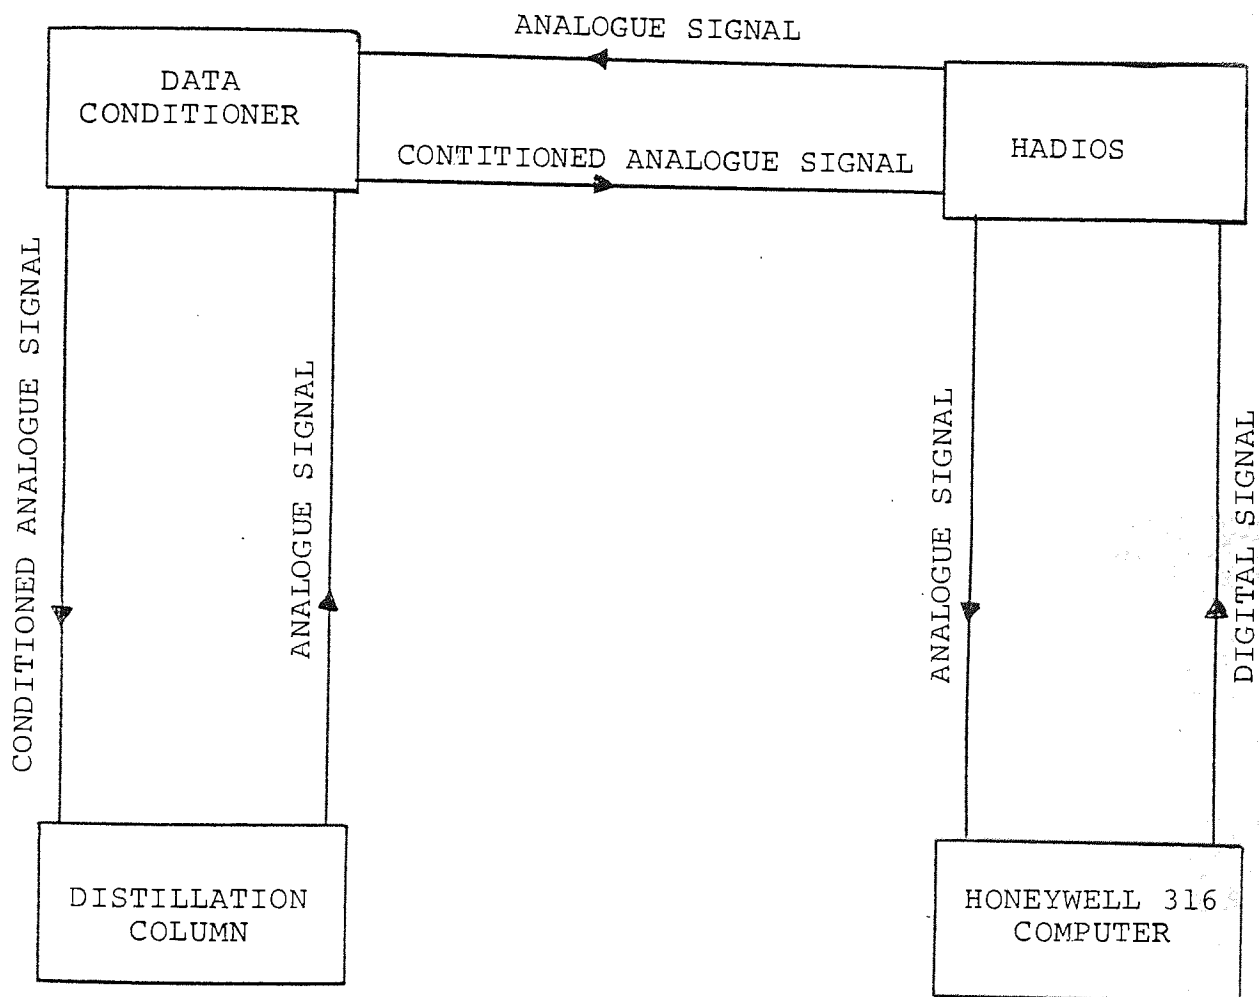 ANALOGUE SIGNAL
DATA
CONDITIONER
HADIOS
CONTITIONED ANALOGUE SIGNAL
CONDITIONED ANALOGUE SIGNAL
ANALOGUE SIGNAL
ANALOGUE SIGNAL
DIGITAL SIGNAL
DISTILLATION
COLUMN
HONEYWELL 316
COMPUTER